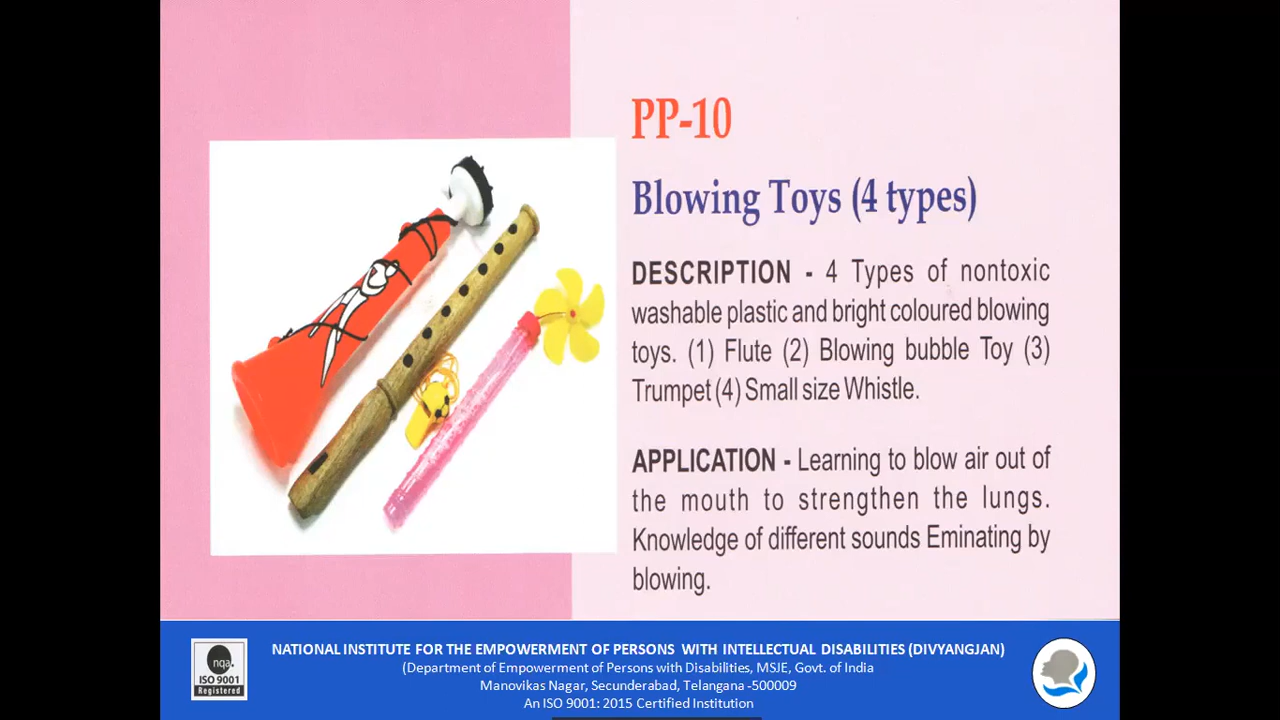 PP-10
Blowing Toys (4 types)
DESCRIPTION - 4 Types of nontoxic
washable plastic and bright coloured blowing
toys. (1) Flute (2) Blowing bubble Toy (3)
Trumpet (4) Small size Whistle.
APPLICATION - Learning to blow air out of
the mouth to strengthen the lungs.
Knowledge of different sounds Eminating by
blowing.
nqa.
ISO 9001
Registered
NATIONAL INSTITUTE FOR THE EMPOWERMENT OF PERSONS WITH INTELLECTUAL DISABILITIES (DIVYANGJAN)
(Department of Empowerment of Persons with Disabilities, MSJE, Govt. of India
Manovikas Nagar, Secunderabad, Telangana -500009
An ISO 9001: 2015 Certified Institution